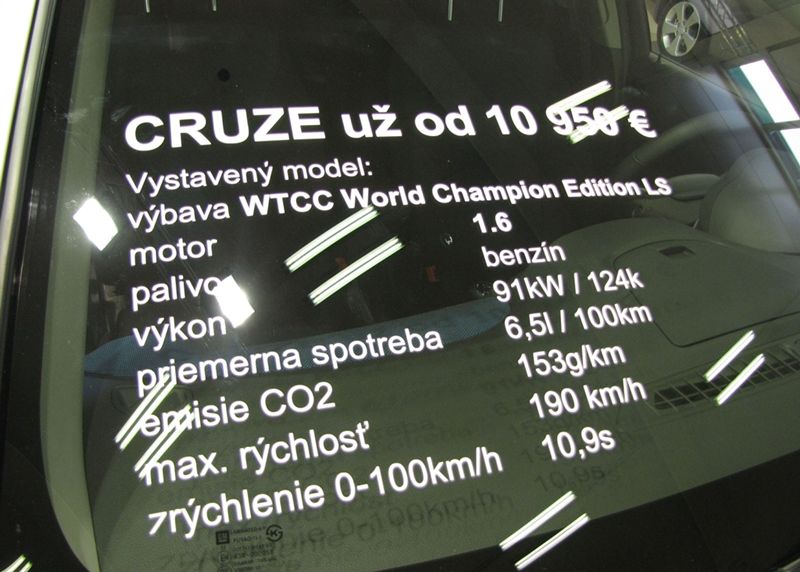 CRUZE už od 10 950 €
Vystavený model:
výbava WTCC World Champion Edition LS
motor 1.6
palivo benzín
výkon 91kW / 124k
priemerna spotreba 6,5l / 100km
emisie CO2 153g/km
max. rýchlosť 190 km/h
zrýchlenie 0-100km/h 10,9s